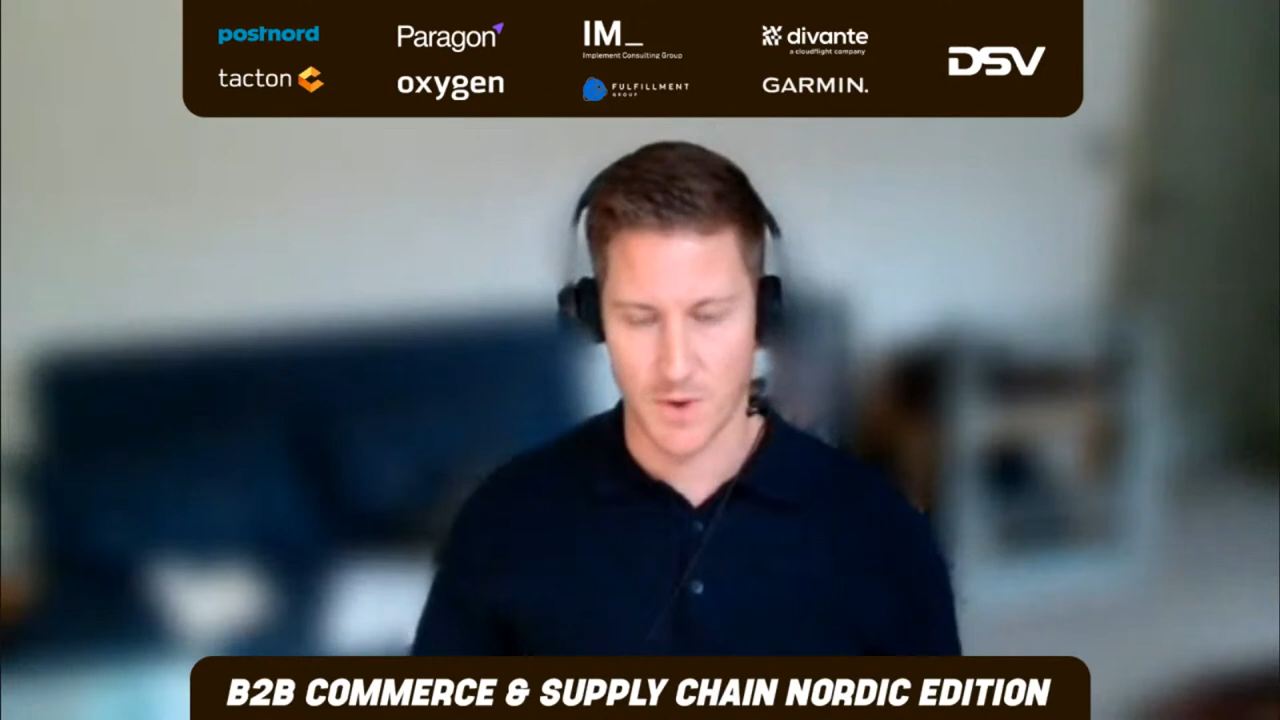 postnord
Paragon
IM_
Implement Consulting Group
divante
a cloudflight company
DSV
tacton
oxygen
FULFILLMENT
GROUP
GARMIN.
B2B COMMERCE & SUPPLY CHAIN NORDIC EDITION